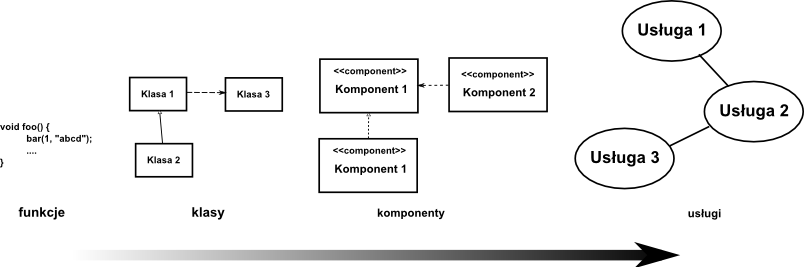 void foo() {
bar(1, "abcd");
....
}
funkcje
Klasa 1
Klasa 3
Klasa 2
klasy
<<component>>
Komponent 1
<<component>>
Komponent 2
<<component>>
Komponent 1
komponenty
Usługa 1
Usługa 2
Usługa 3
usługi